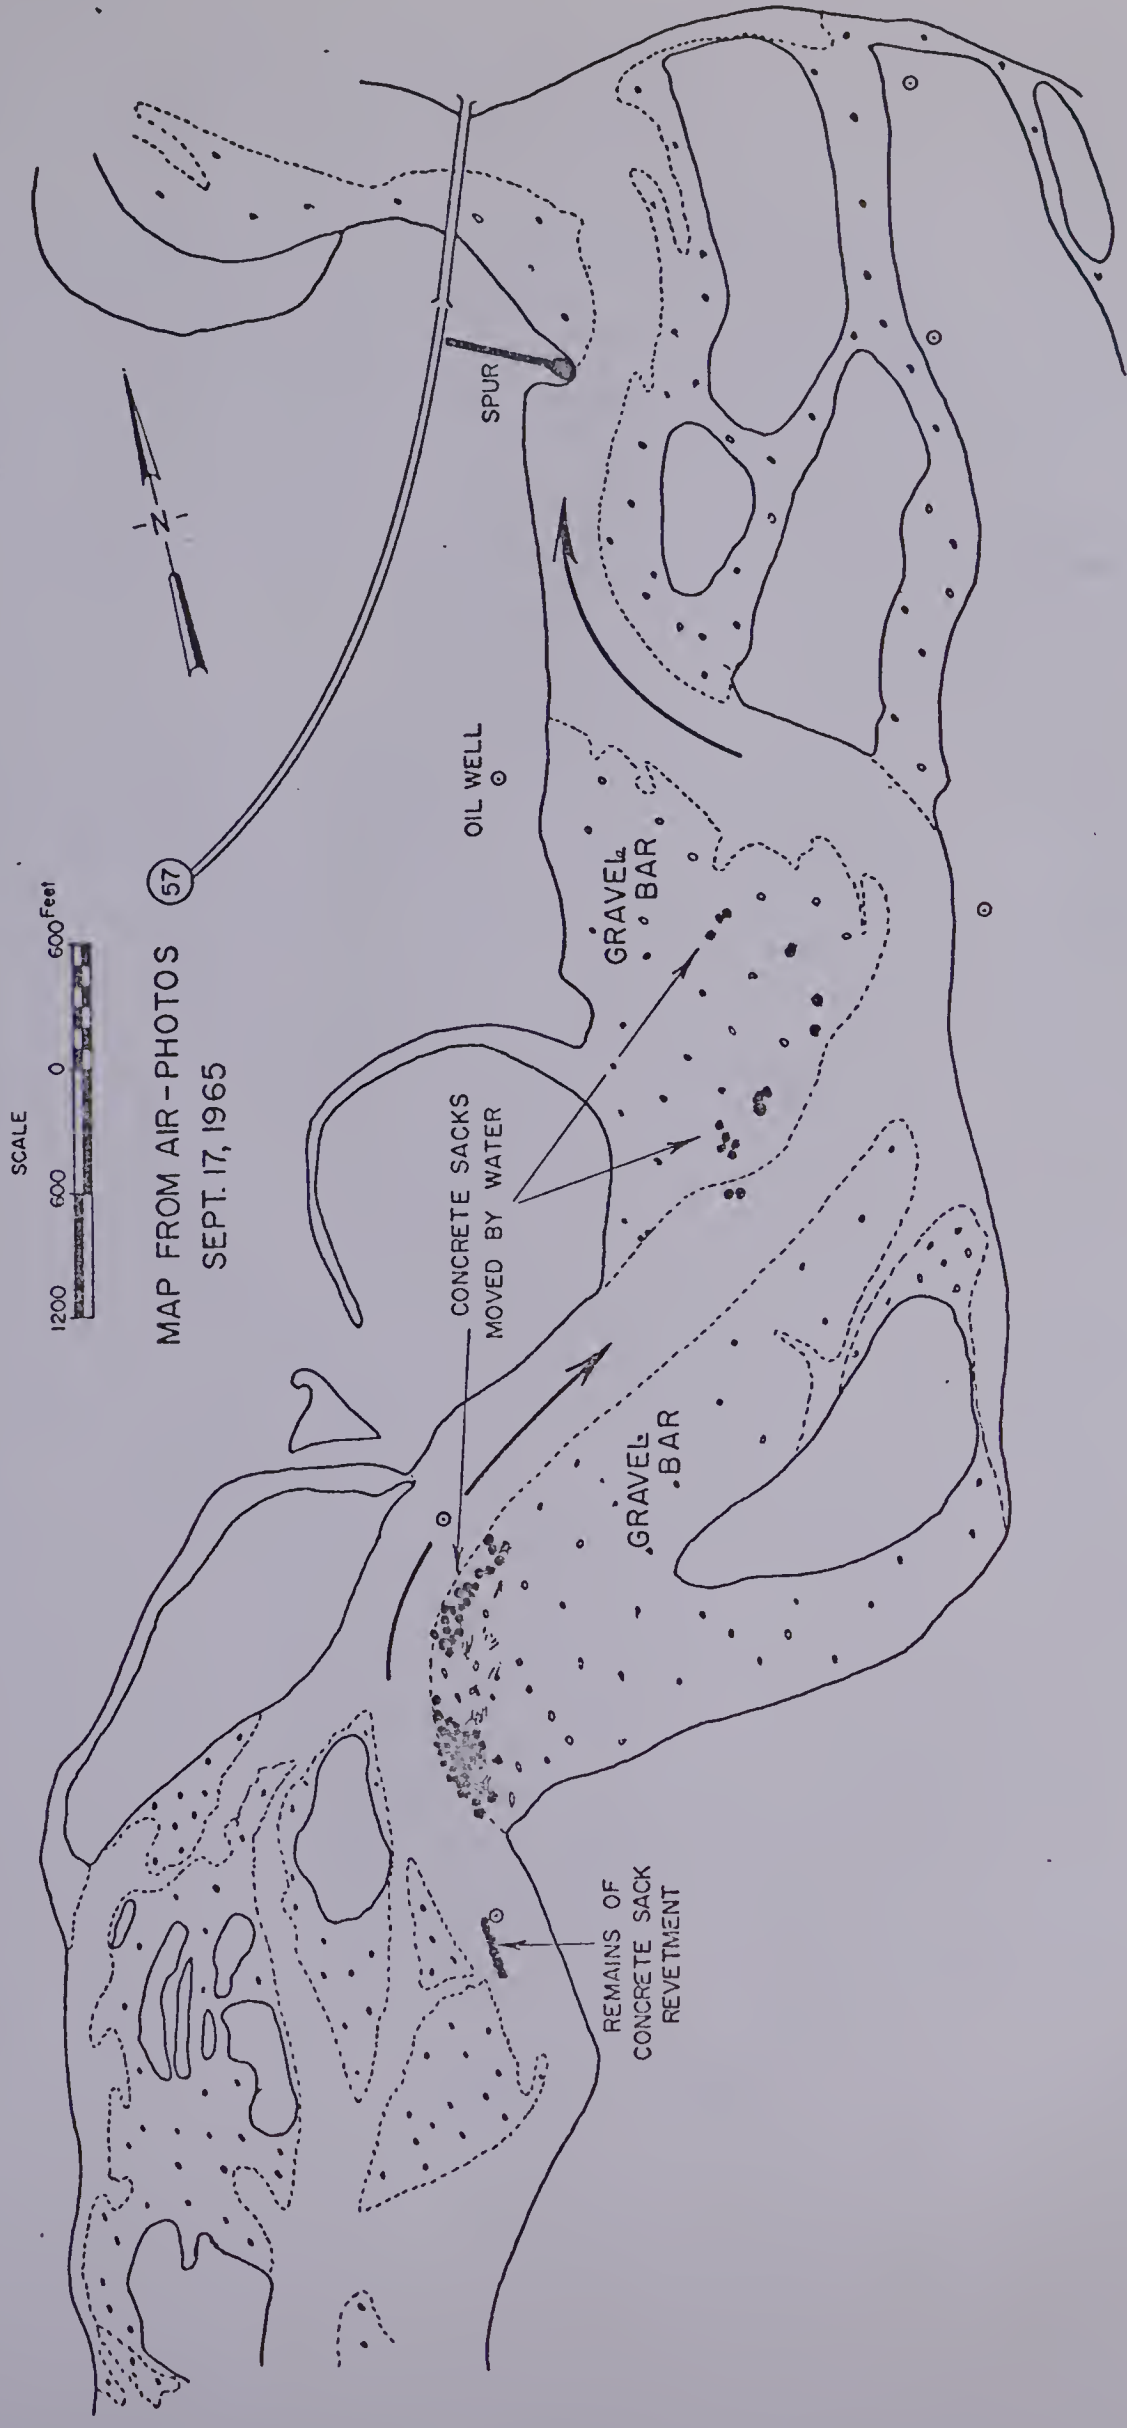 SCALE
1200 600 0 600 Feet
MAP FROM AIR-PHOTOS
SEPT. 17, 1965
57
N
SPUR
OIL WELL
GRAVEL
BAR
CONCRETE SACKS
MOVED BY WATER
GRAVEL
BAR
REMAINS OF
CONCRETE SACK
REVETMENT